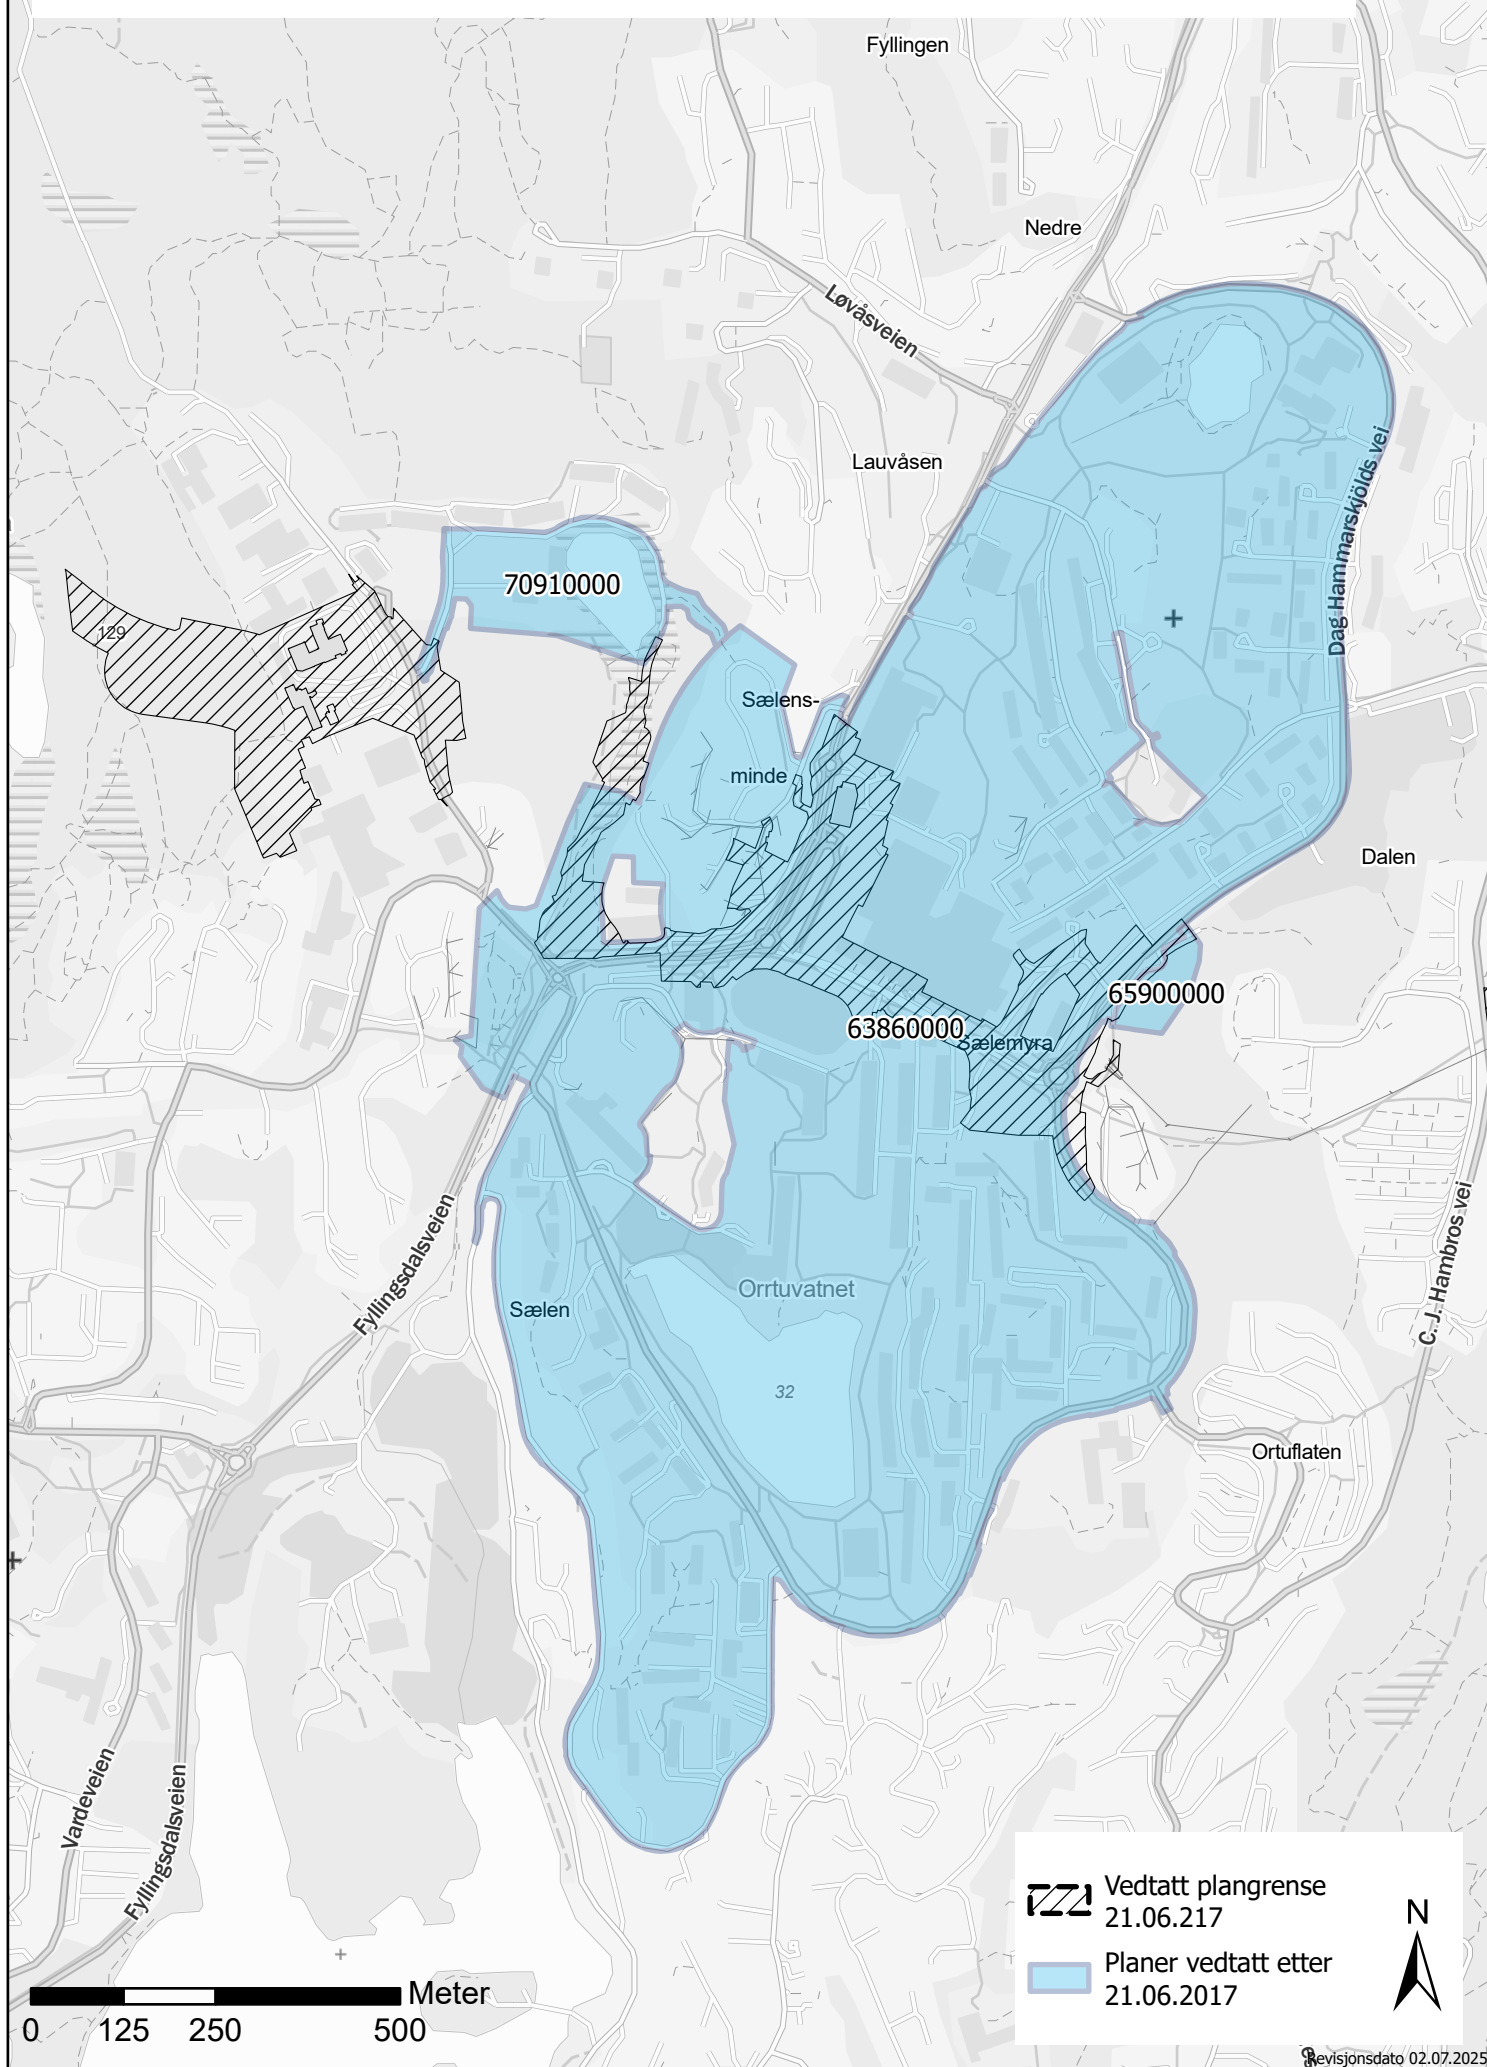 Fyllingen
Nedre
Løvåsveien
Lauvåsen
Dag Hammarskjölds vei
70910000
129
Sælens-
minde
Dalen
65900000
63860000
Sælemyra
Fyllingsdalsveien
C. J. Hambros vei
Orrtuvatnet
Sælen
32
Ortuflaten
Vardeveien
Fyllingsdalsveien
Vedtatt plangrense
21.06.217
Planer vedtatt etter
21.06.2017
N
Meter
0 125 250 500
Revisjonsdato 02.07.2025